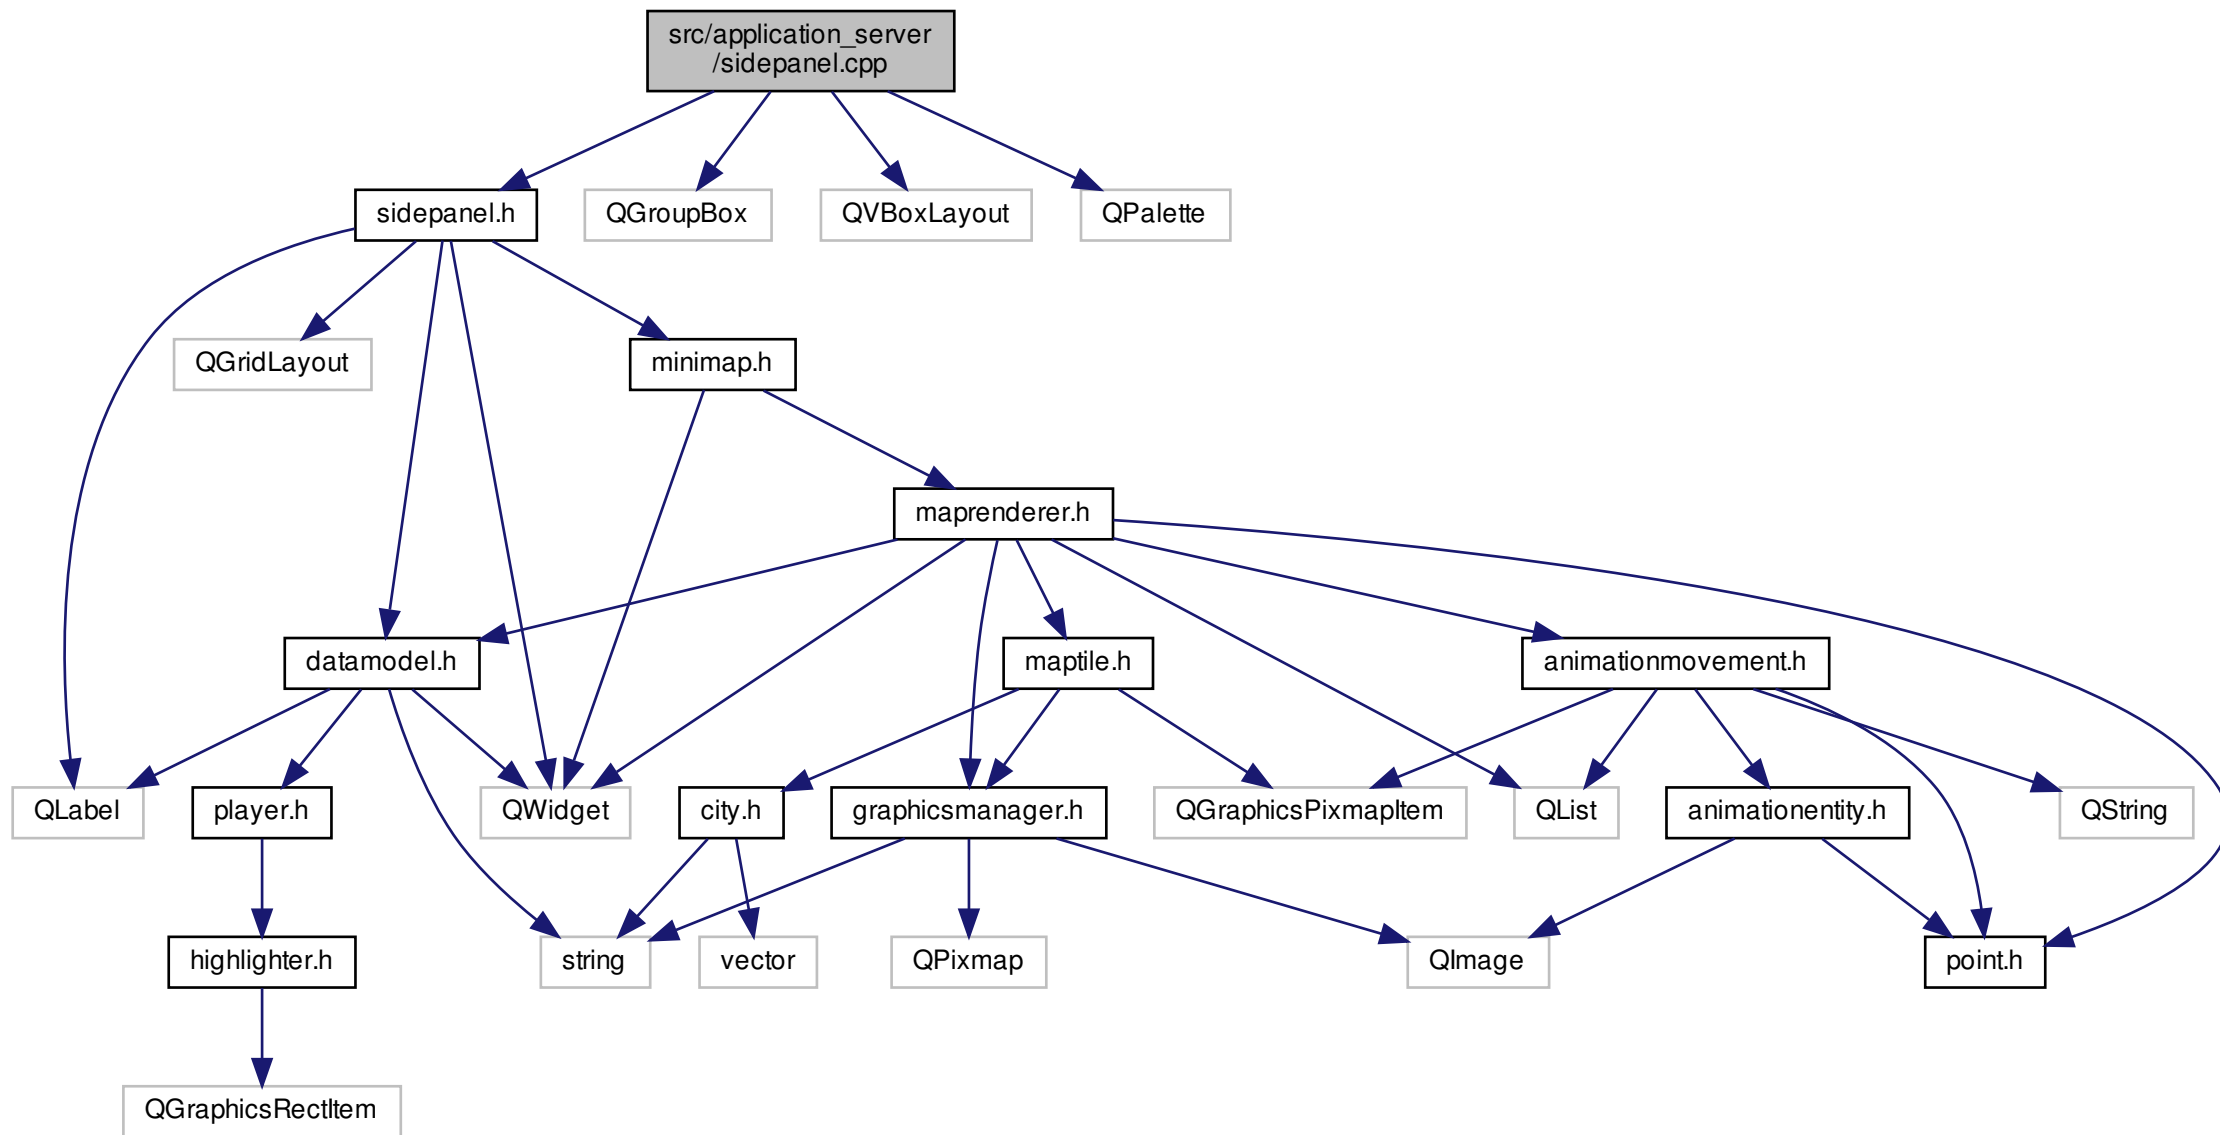 src/application_server
/sidepanel.cpp
sidepanel.h
QGroupBox
QVBoxLayout
QPalette
QGridLayout
minimap.h
maprenderer.h
datamodel.h
maptile.h
animationmovement.h
QLabel
player.h
QWidget
city.h
graphicsmanager.h
QGraphicsPixmapItem
QList
animationentity.h
QString
highlighter.h
string
vector
QPixmap
QImage
point.h
QGraphicsRectItem